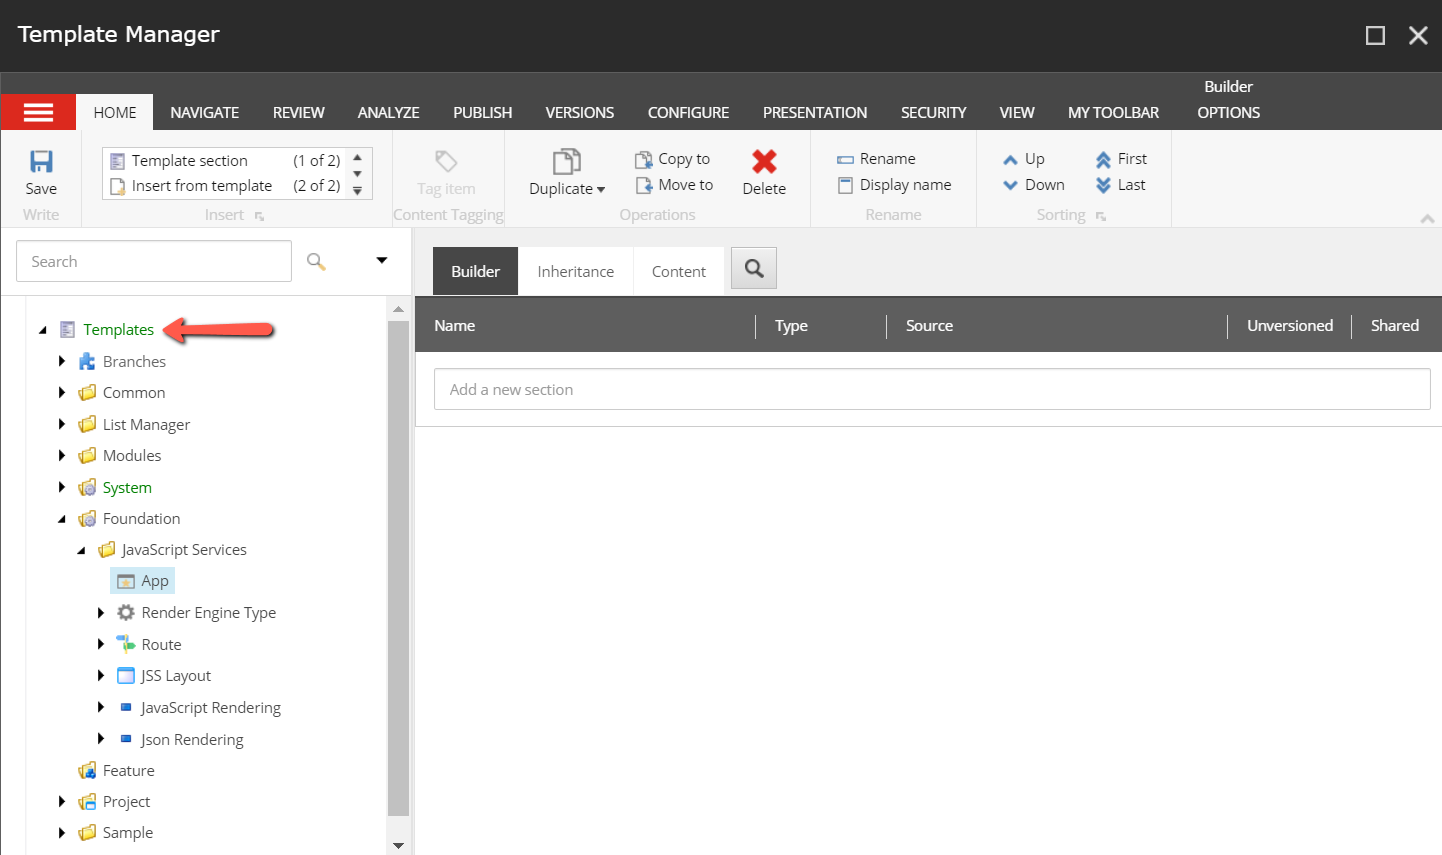 Template Manager
Builder
HOME NAVIGATE REVIEW ANALYZE PUBLISH VERSIONS CONFIGURE PRESENTATION SECURITY VIEW MY TOOLBAR OPTIONS
Template section (1 of 2) Copy to Rename Up First
Insert from template (2 of 2) Move to Display name Down Last
Save Tag item Duplicate Delete
Write Insert Content Tagging Operations Rename Sorting
Search
Builder Inheritance Content
Name Type Source Unversioned Shared
Add a new section
Templates
Branches
Common
List Manager
Modules
System
Foundation
JavaScript Services
App
Render Engine Type
Route
JSS Layout
JavaScript Rendering
Json Rendering
Feature
Project
Sample